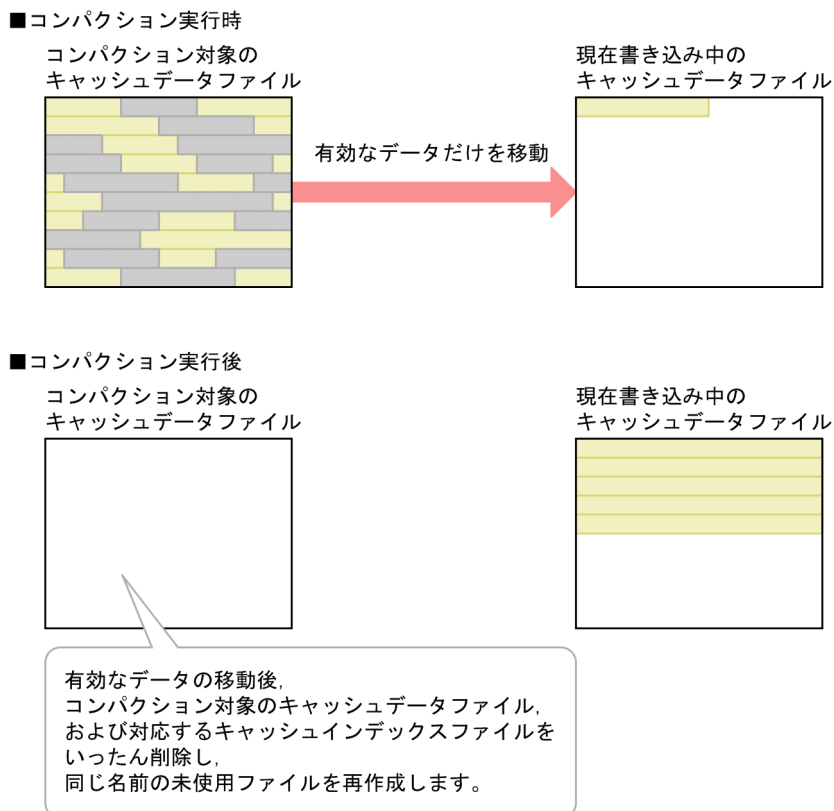 ■コンパクション実行時
コンパクション対象の
キャッシュデータファイル
現在書き込み中の
キャッシュデータファイル
有効なデータだけを移動
■コンパクション実行後
コンパクション対象の
キャッシュデータファイル
現在書き込み中の
キャッシュデータファイル
有効なデータの移動後,
コンパクション対象のキャッシュデータファイル,
および対応するキャッシュインデックスファイルを
いったん削除し,
同じ名前の未使用ファイルを再作成します。